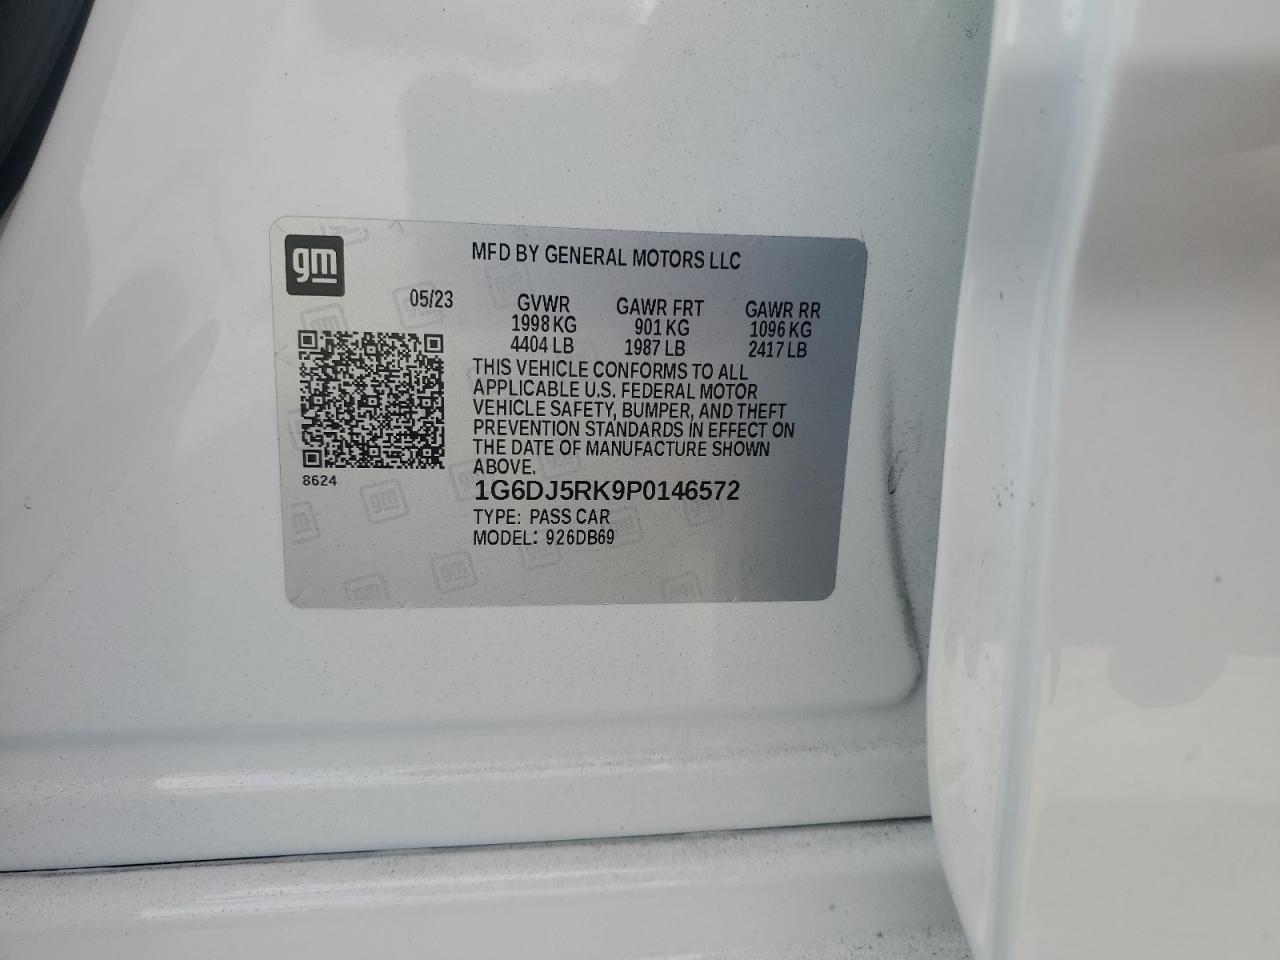 gm
MFD BY GENERAL MOTORS LLC
05/23 GVWR GAWR FRT GAWR RR
1998 KG 901 KG 1096 KG
4404 LB 1987 LB 2417 LB
THIS VEHICLE CONFORMS TO ALL
APPLICABLE U.S. FEDERAL MOTOR
VEHICLE SAFETY, BUMPER, AND THEFT
PREVENTION STANDARDS IN EFFECT ON
THE DATE OF MANUFACTURE SHOWN
ABOVE.
8624
1G6DJ5RK9P0146572
TYPE: PASS CAR
MODEL: 926DB69